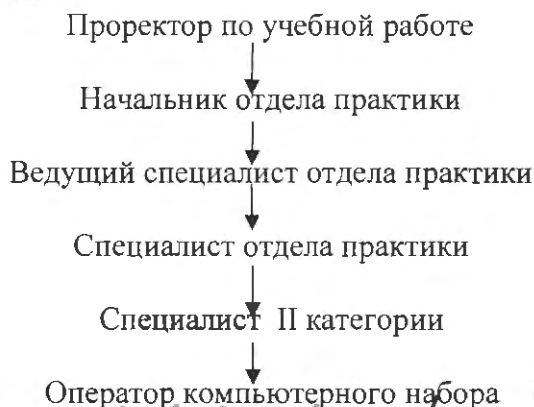 Проректор по учебной работе
Начальник отдела практики
Ведущий специалист отдела практики
Специалист отдела практики
Специалист II категории
Оператор компьютерного набора